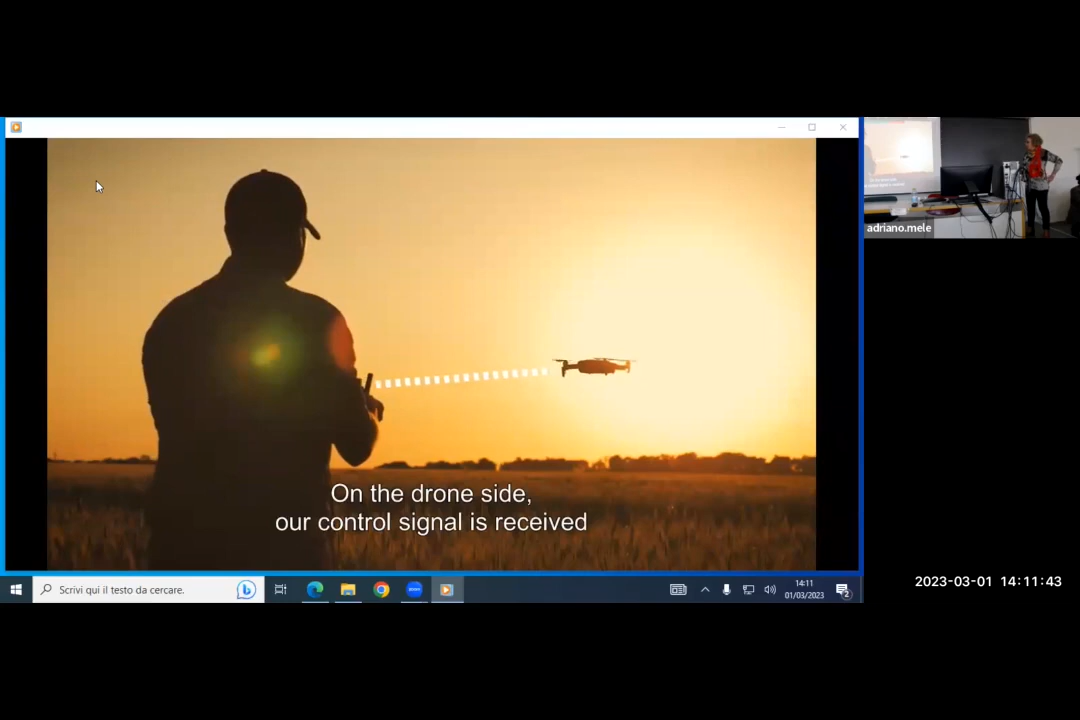 adriano.mele
On the drone side,
our control signal is received
Scrivi qui il testo da cercare.
14:11
01/03/2023
2
2023-03-01 14:11:43